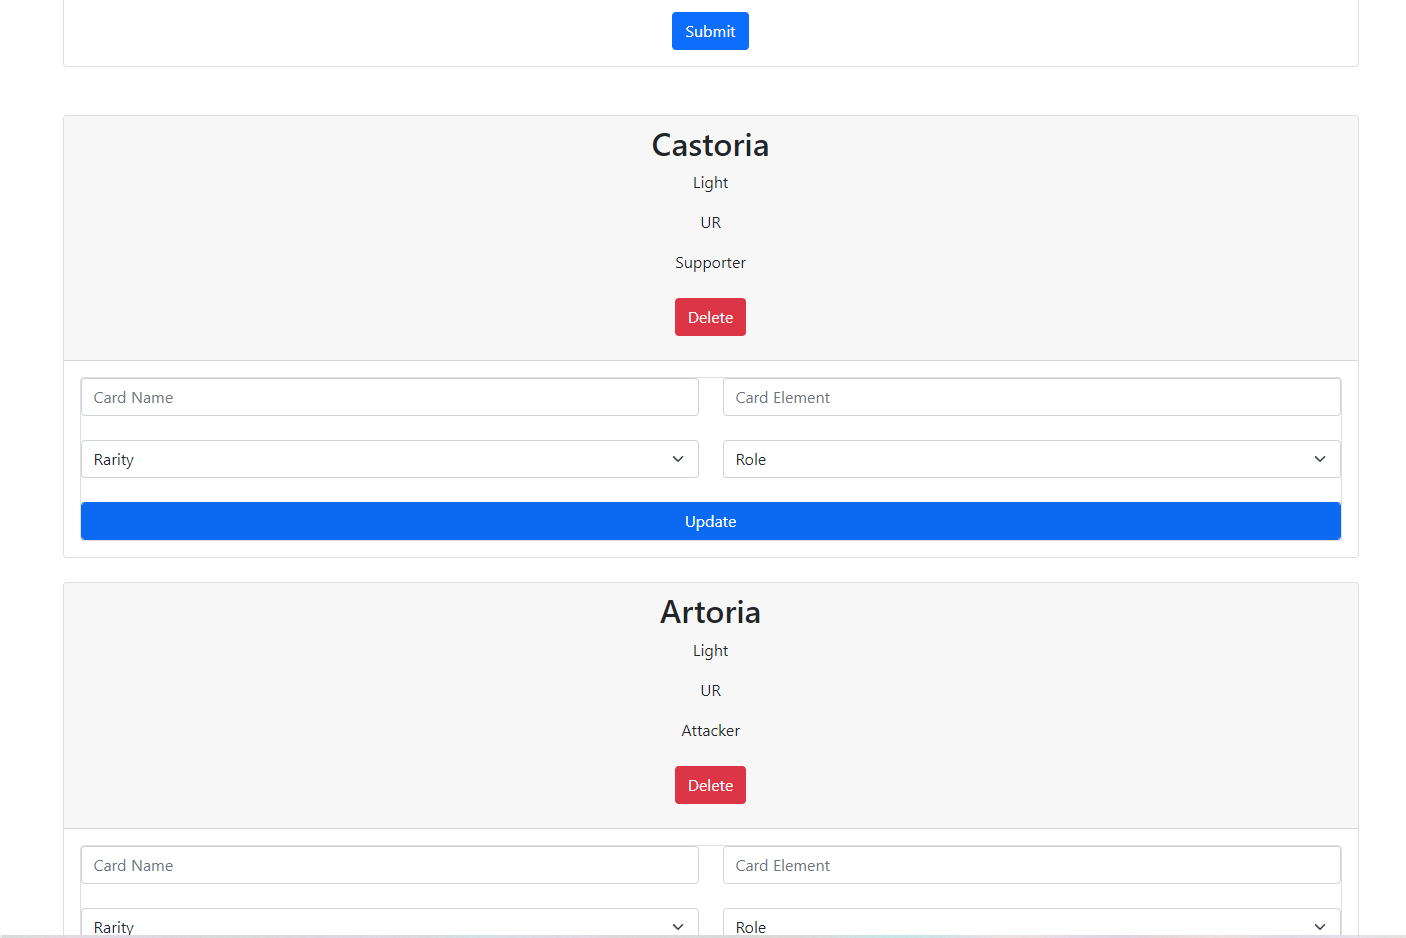 Submit
Castoria
Light
UR
Supporter
Delete
Card Name
Card Element
Rarity
Role
Update
Artoria
Light
UR
Attacker
Delete
Card Name
Card Element
Rarity
Role